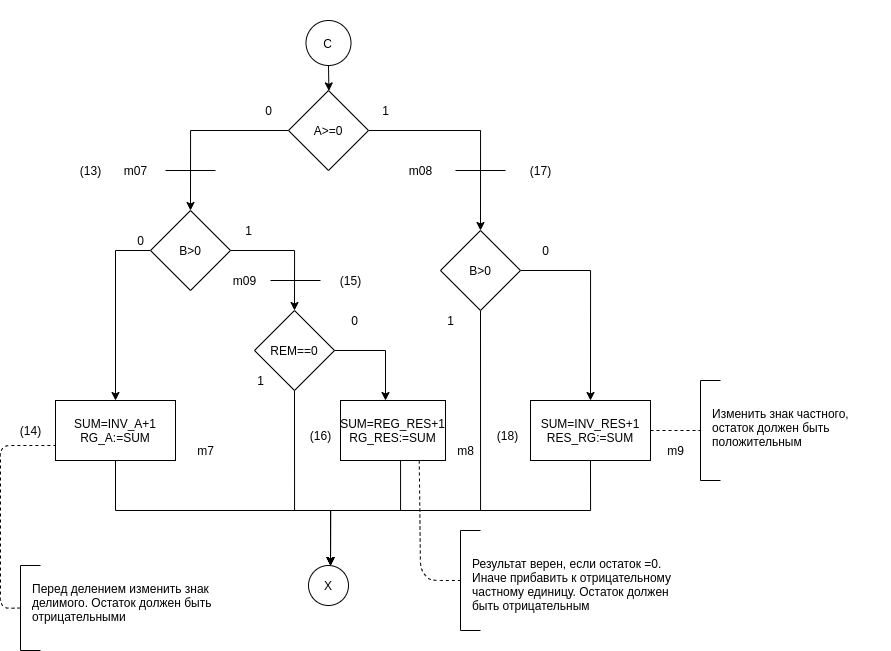 C
0
1
A>=0
(13)
m07
m08
(17)
0
B>0
1
B>0
0
m09
(15)
REM==0
0
1
1
(14)
SUM=INV_A+1
RG_A:=SUM
m7
(16)
SUM=REG_RES+1
RG_RES:=SUM
m8
(18)
SUM=INV_RES+1
RES_RG:=SUM
m9
Изменить знак частного,
остаток должен быть
положительным
X
Перед делением изменить знак
делимого. Остаток должен быть
отрицательными
Результат верен, если остаток =0.
Иначе прибавить к отрицательному
частному единицу. Остаток должен
быть отрицательным